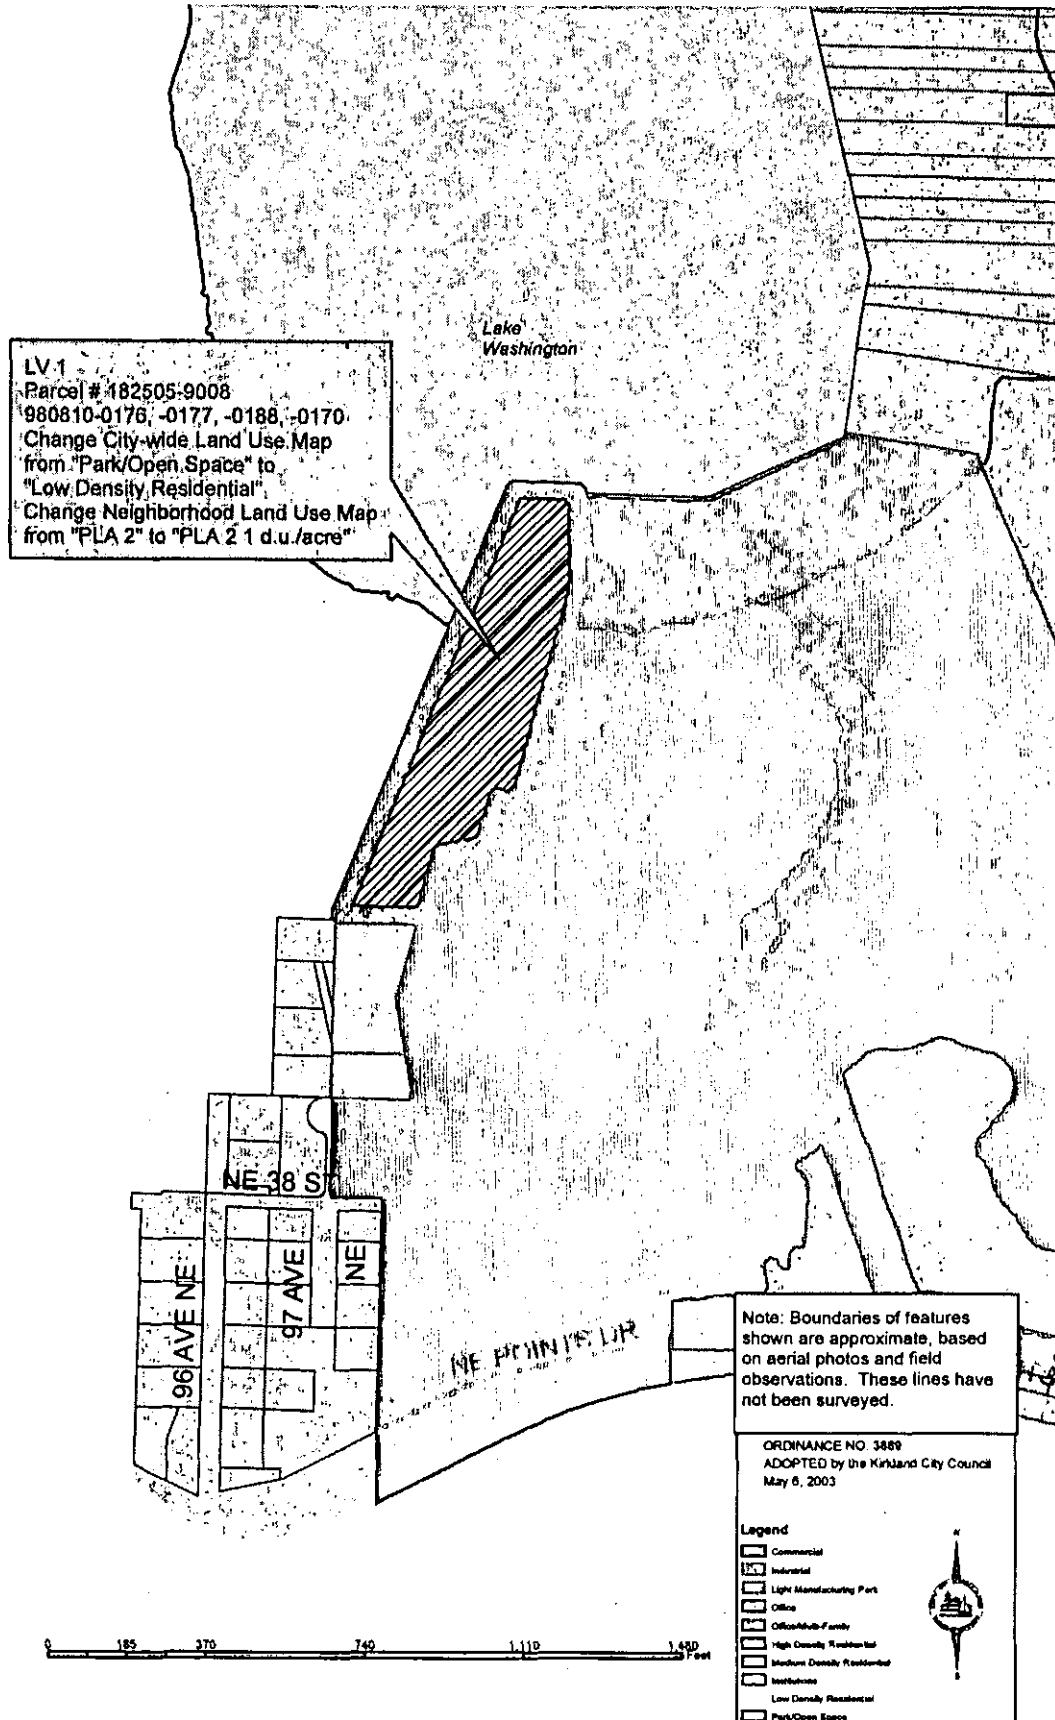 Lake
Washington
LV 1
Parcel # 182505-9008
980810-0176, -0177, -0188, -0170
Change City-wide Land Use Map
from "Park/Open Space" to
"Low Density Residential"
Change Neighborhood Land Use Map
from "PLA 2" to "PLA 2 1 d.u./acre"
NE 38 ST
96 AVE NE
97 AVE
NE
NE POINTS DR
Note: Boundaries of features
shown are approximate, based
on aerial photos and field
observations. These lines have
not been surveyed.
ORDINANCE NO. 3889
ADOPTED by the Kirkland City Council
May 6, 2003
Legend
Commercial
Industrial
Light Manufacturing Park
Office
Office/Multi-Family
High Density Residential
Medium Density Residential
Institutions
Low Density Residential
Park/Open Space
N
S
0 185 370 740 1,110 1,480
Feet